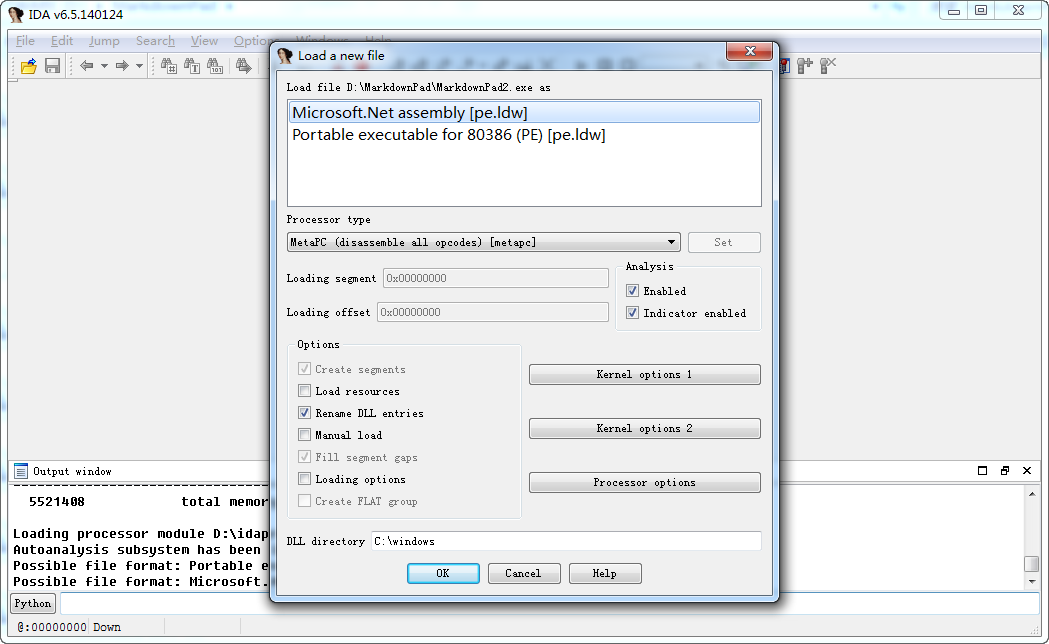 IDA v6.5.140124
File Edit Jump Search View
Load a new file
Load file D:\MarkdownPad\MarkdownPad2.exe as
Microsoft.Net assembly [pe.ldw]
Portable executable for 80386 (PE) [pe.ldw]
Processor type
MetaPC (disassemble all opcodes) [metapc]
Set
Loading segment 0x00000000
Loading offset 0x00000000
Analysis
Enabled
Indicator enabled
Options
Create segments
Load resources
Rename DLL entries
Manual load
Fill segment gaps
Loading options
Create FLAT group
Kernel options 1
Kernel options 2
Processor options
DLL directory C:\windows
OK Cancel Help
Output window
5521408 total memor
Loading processor module D:\idap
Autoanalysis subsystem has been
Possible file format: Portable e
Possible file format: Microsoft.
Python
@:00000000 Down